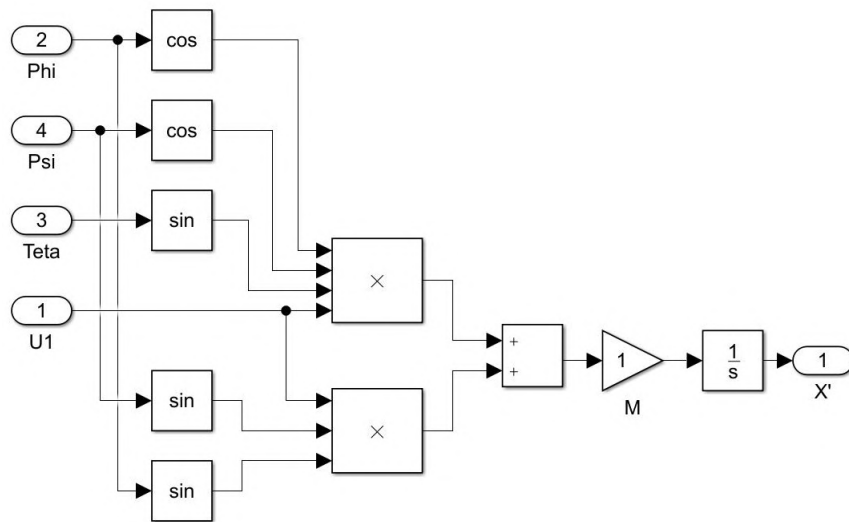 2
cos
Phi
4
cos
Psi
3
sin
Teta
×
1
U1
+
+
1
1
s
1
M
X'
sin
×
sin